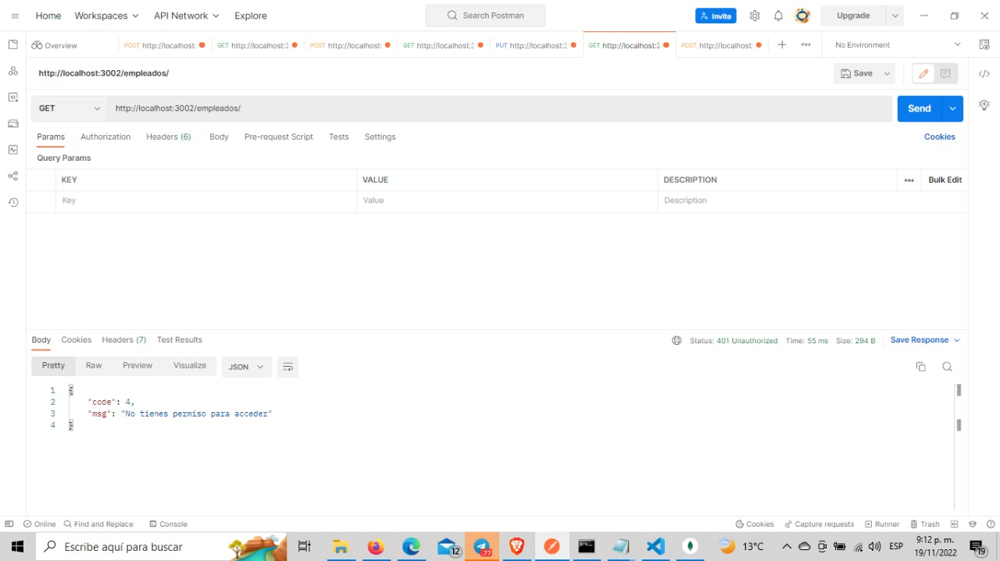 Home Workspaces API Network Explore Search Postman Invite Upgrade
Overview POST http://localhost: GET http://localhost:3 POST http://localhost: GET http://localhost:3 PUT http://localhost:3 GET http://localhost:3 POST http://localhost: No Environment
http://localhost:3002/empleados/ Save
GET http://localhost:3002/empleados/ Send
Params Authorization Headers (6) Body Pre-request Script Tests Settings Cookies
Query Params
KEY VALUE DESCRIPTION Bulk Edit
Key Value Description
Body Cookies Headers (7) Test Results Status: 401 Unauthorized Time: 55 ms Size: 294 B Save Response
Pretty Raw Preview Visualize JSON
1 {
2 "code": 4,
3 "msg": "No tienes permiso para acceder"
4 }
Online Find and Replace Console Cookies Capture requests Runner Trash
Escribe aquí para buscar 12 77 13°C ESP 9:12 p. m.
19/11/2022 19